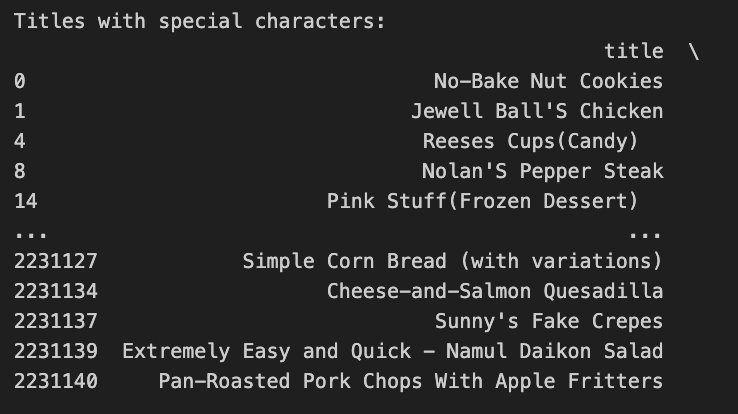 Titles with special characters:
title \
0 No-Bake Nut Cookies
1 Jewell Ball'S Chicken
4 Reeses Cups(Candy)
8 Nolan'S Pepper Steak
14 Pink Stuff(Frozen Dessert)
... ...
2231127 Simple Corn Bread (with variations)
2231134 Cheese-and-Salmon Quesadilla
2231137 Sunny's Fake Crepes
2231139 Extremely Easy and Quick - Namul Daikon Salad
2231140 Pan-Roasted Pork Chops With Apple Fritters